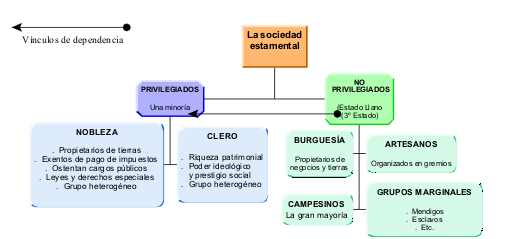 Vínculos de dependencia
La sociedad
estamental
PRIVILEGIADOS
Una minoría
NO
PRIVILEGIADOS
(Estado Llano
(3º Estado)
NOBLEZA
. Propietarios de tierras
. Exentos de pago de impuestos
. Ostentan cargos públicos
. Leyes y derechos especiales
. Grupo heterogéneo
CLERO
. Riqueza patrimonial
. Poder ideológico
y prestigio social
. Grupo heterogéneo
BURGUESÍA
Propietarios de
negocios y tierras
ARTESANOS
Organizados en gremios
CAMPESINOS
La gran mayoría
GRUPOS MARGINALES
. Mendigos
. Esclavos
. Etc.